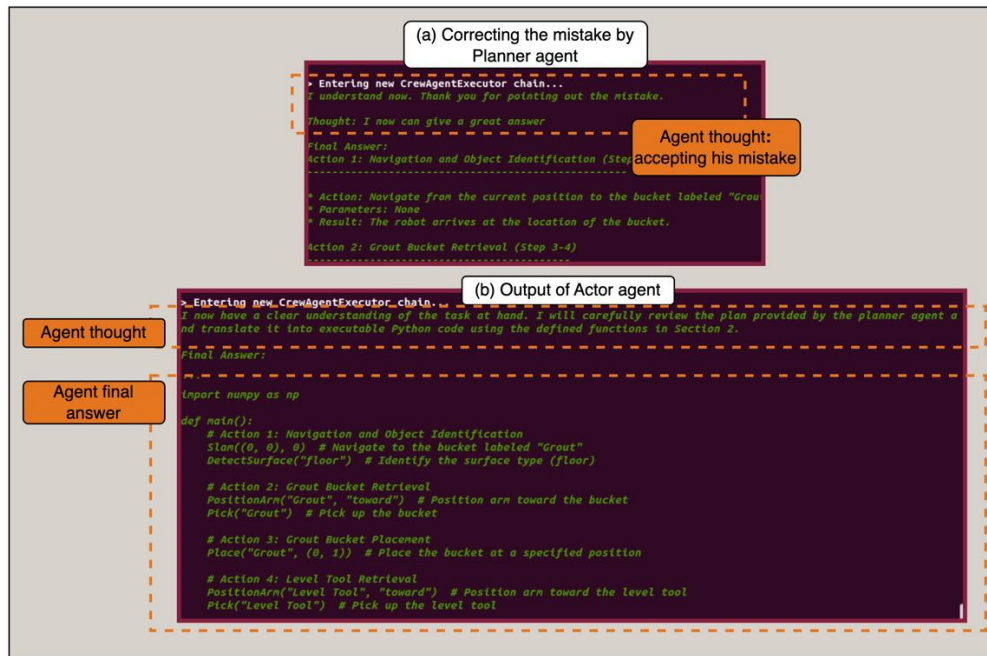 (a) Correcting the mistake by
Planner agent
> Entering new CrewAgentExecutor chain...
I understand now. Thank you for pointing out the mistake.
Thought: I now can give a great answer
Agent thought:
accepting his mistake
Final Answer:
Action 1: Navigation and Object Identification (Step
--------------------------------------------------
* Action: Navigate from the current position to the bucket labeled "Grou
* Parameters: None
* Result: The robot arrives at the location of the bucket.
Action 2: Grout Bucket Retrieval (Step 3-4)
------------------------------------------
(b) Output of Actor agent
> Entering new CrewAgentExecutor chain...
Agent thought
I now have a clear understanding of the task at hand. I will carefully review the plan provided by the planner agent a
nd translate it into executable Python code using the defined functions in Section 2.
Final Answer:
Agent final
answer
import numpy as np
def main():
# Action 1: Navigation and Object Identification
Slam((0, 0), 0) # Navigate to the bucket labeled "Grout"
DetectSurface("floor") # Identify the surface type (floor)
# Action 2: Grout Bucket Retrieval
PositionArm("Grout", "toward") # Position arm toward the bucket
Pick("Grout") # Pick up the bucket
# Action 3: Grout Bucket Placement
Place("Grout", (0, 1)) # Place the bucket at a specified position
# Action 4: Level Tool Retrieval
PositionArm("Level Tool", "toward") # Position arm toward the level tool
Pick("Level Tool") # Pick up the level tool